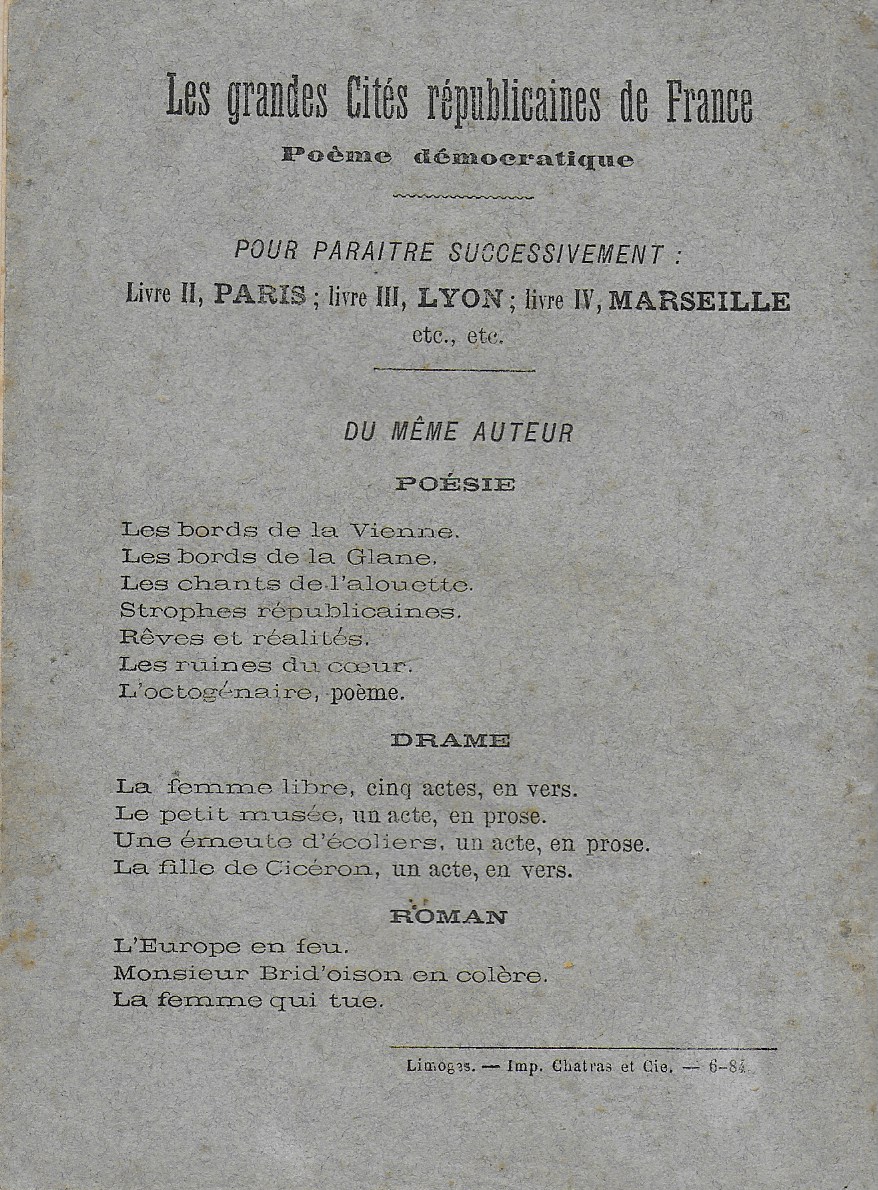 Les grandes Cités républicaines de France
Poème démocratique
POUR PARAITRE SUCCESSIVEMENT :
Livre II, PARIS ; livre III, LYON ; livre IV, MARSEILLE
etc., etc.
DU MÊME AUTEUR
POÉSIE
Les bords de la Vienne.
Les bords de la Glane.
Les chants de l'alouette.
Strophes républicaines.
Rêves et réalités.
Les ruines du cœur.
L'octogénaire, poème.
DRAME
La femme libre, cinq actes, en vers.
Le petit musée, un acte, en prose.
Une émeute d'écoliers, un acte, en prose.
La fille de Cicéron, un acte, en vers.
ROMAN
L'Europe en feu.
Monsieur Brid'oison en colère.
La femme qui tue.
Limoges. — Imp. Chatras et Cie. — 6-84